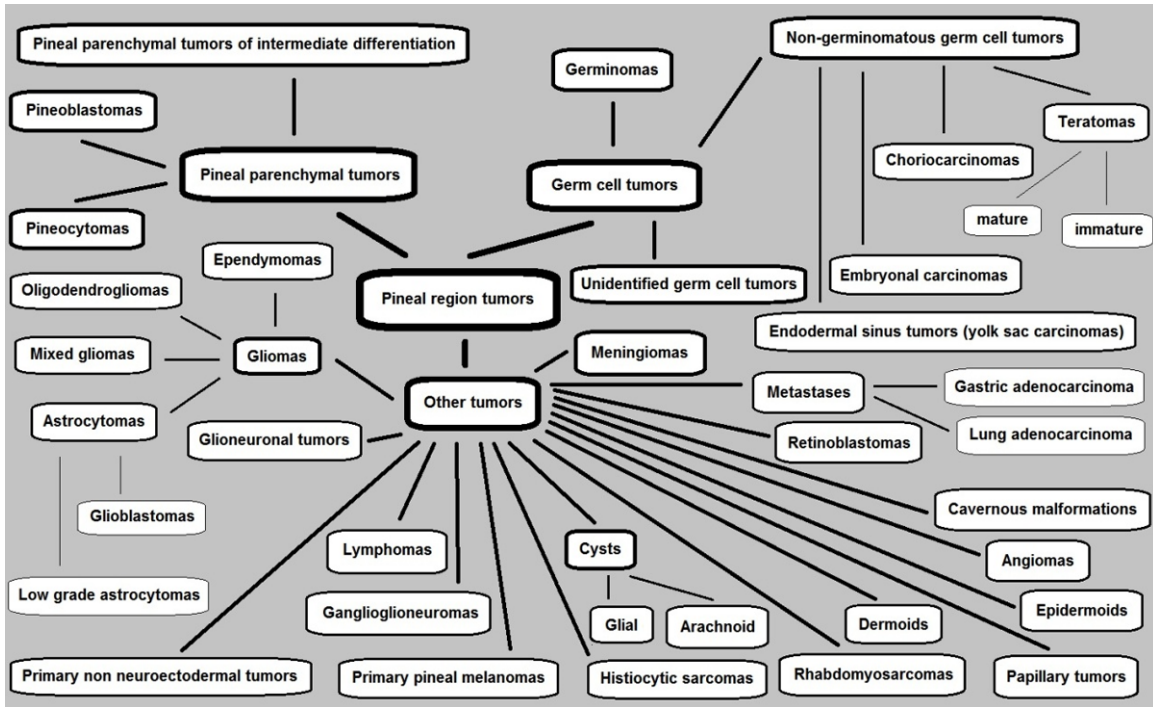 Pineal parenchymal tumors of intermediate differentiation
Non-germinomatous germ cell tumors
Germinomas
Pineoblastomas
Teratomas
Choriocarcinomas
Pineal parenchymal tumors
Germ cell tumors
mature
immature
Pineocytomas
Ependymomas
Embryonal carcinomas
Unidentified germ cell tumors
Oligodendrogliomas
Pineal region tumors
Endodermal sinus tumors (yolk sac carcinomas)
Mixed gliomas
Gliomas
Meningiomas
Metastases
Gastric adenocarcinoma
Other tumors
Astrocytomas
Glioneuronal tumors
Retinoblastomas
Lung adenocarcinoma
Glioblastomas
Cavernous malformations
Lymphomas
Cysts
Angiomas
Low grade astrocytomas
Ganglioglioneuromas
Glial
Arachnoid
Dermoids
Epidermoids
Primary non neuroectodermal tumors
Primary pineal melanomas
Histiocytic sarcomas
Rhabdomyosarcomas
Papillary tumors